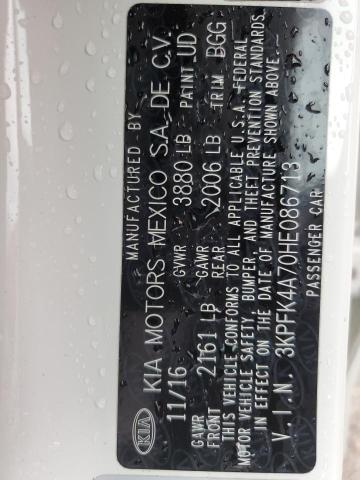 MANUFACTURED BY
KIA KIA MOTORS MEXICO S.A. DE C.V.
11/16 GVWR 3880 LB PAINT UD
GAWR FRONT 2161 LB GAWR REAR 2006 LB TRIM BGG
THIS VEHICLE CONFORMS TO ALL APPLICABLE U.S.A. FEDERAL
MOTOR VEHICLE SAFETY, BUMPER, AND THEFT PREVENTION STANDARDS
IN EFFECT ON THE DATE OF MANUFACTURE SHOWN ABOVE.
V.I.N. 3KPFK4A70HE086713
PASSENGER CAR